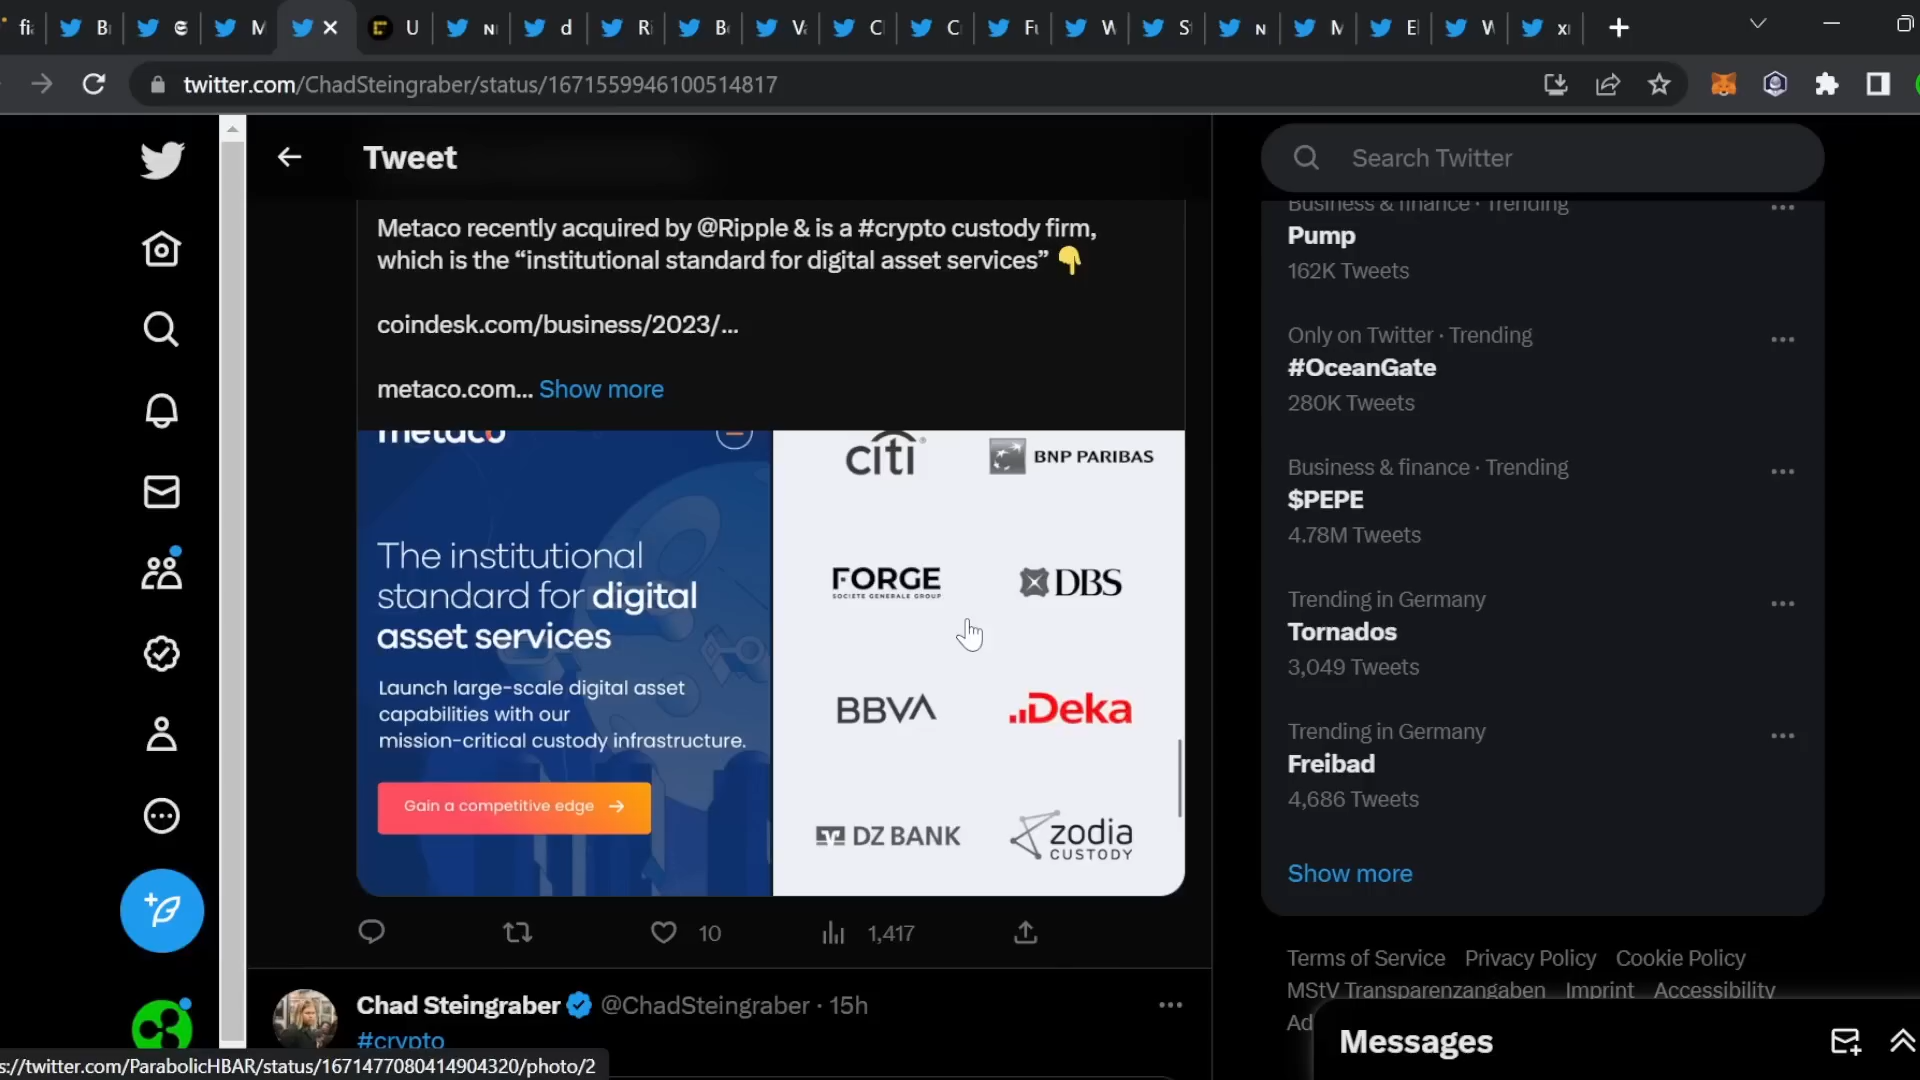 fi
Bi
M
U
d
Ri
Fu
W
S
M
El
W
xi
twitter.com/ChadSteingraber/status/1671559946100514817
Tweet
Search Twitter
Metaco recently acquired by @Ripple & is a #crypto custody firm,
which is the “institutional standard for digital asset services” 👇
coindesk.com/business/2023/...
metaco.com... Show more
metaco
The institutional
standard for digital
asset services
Launch large-scale digital asset
capabilities with our
mission-critical custody infrastructure.
Gain a competitive edge →
citi
BNP PARIBAS
FORGE
SOCIETE GENERALE GROUP
DBS
BBVA
.ıDeka
DZ BANK
zodia
CUSTODY
10
1,417
Chad Steingraber @ChadSteingraber · 15h
#crypto
s://twitter.com/ParabolicHBAR/status/1671477080414904320/photo/2
Business & finance · Trending
Pump
162K Tweets
Only on Twitter · Trending
#OceanGate
280K Tweets
Business & finance · Trending
$PEPE
4.78M Tweets
Trending in Germany
Tornados
3,049 Tweets
Trending in Germany
Freibad
4,686 Tweets
Show more
Terms of Service Privacy Policy Cookie Policy
MStV Transparenzangaben Imprint Accessibility
Ad
Messages